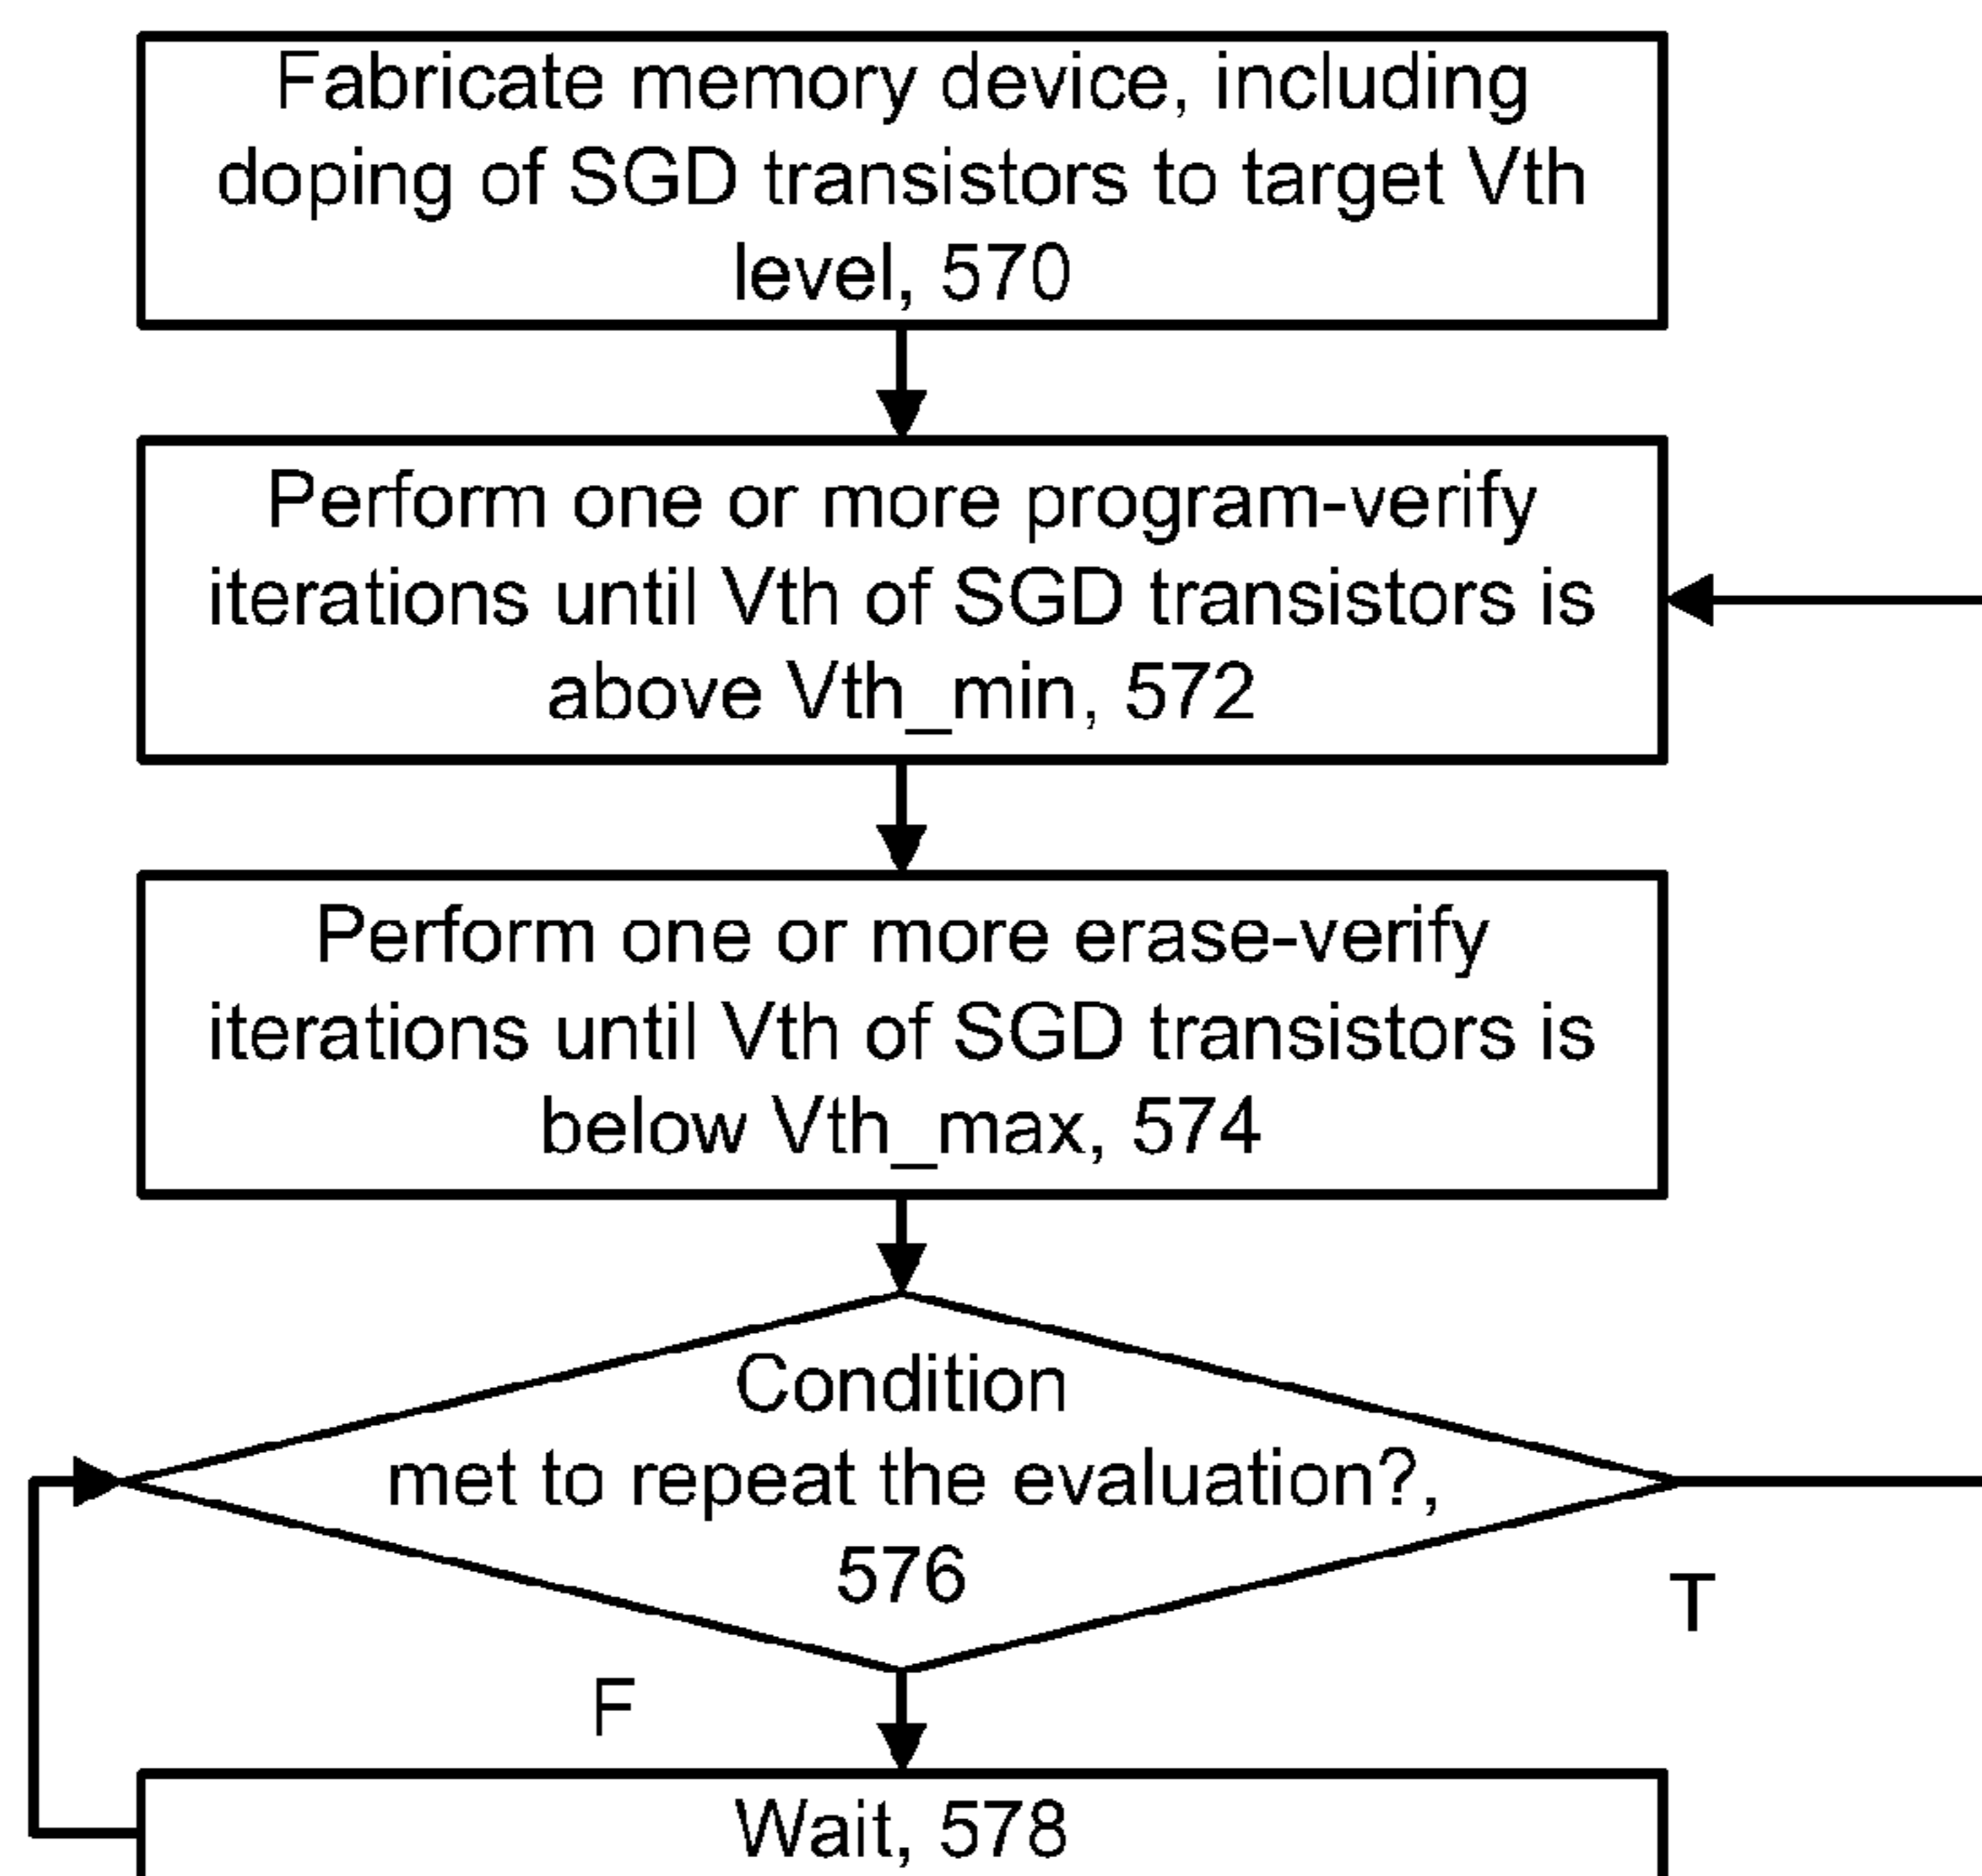 Fabricate memory device, including
doping of SGD transistors to target Vth
level, 570
Perform one or more program-verify
iterations until Vth of SGD transistors is
above Vth_min, 572
Perform one or more erase-verify
iterations until Vth of SGD transistors is
below Vth_max, 574
Condition
met to repeat the evaluation?,
576
T
F
Wait, 578